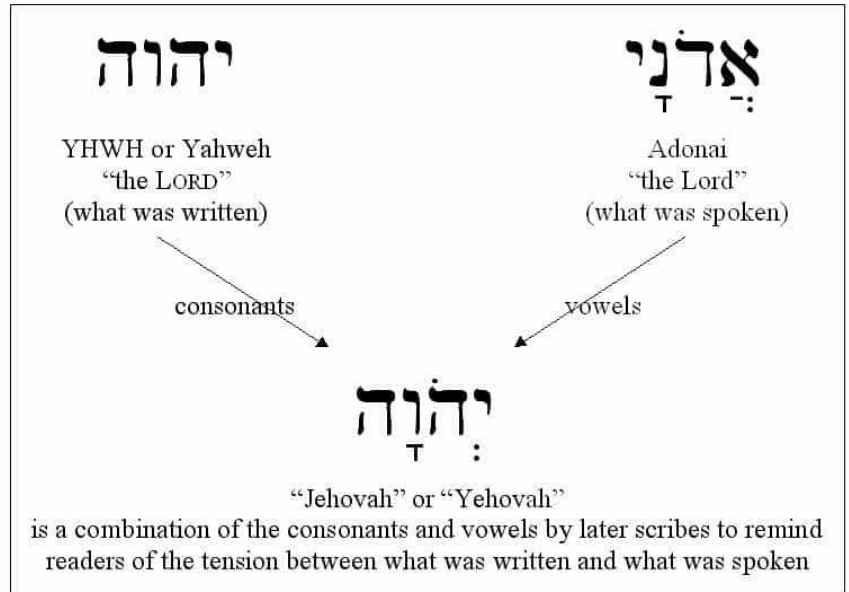 יהוה
אֲדֹנָי
YHWH or Yahweh
“the LORD”
(what was written)
Adonai
“the Lord”
(what was spoken)
consonants
vowels
יְהֹוָה
“Jehovah” or “Yehovah”
is a combination of the consonants and vowels by later scribes to remind
readers of the tension between what was written and what was spoken